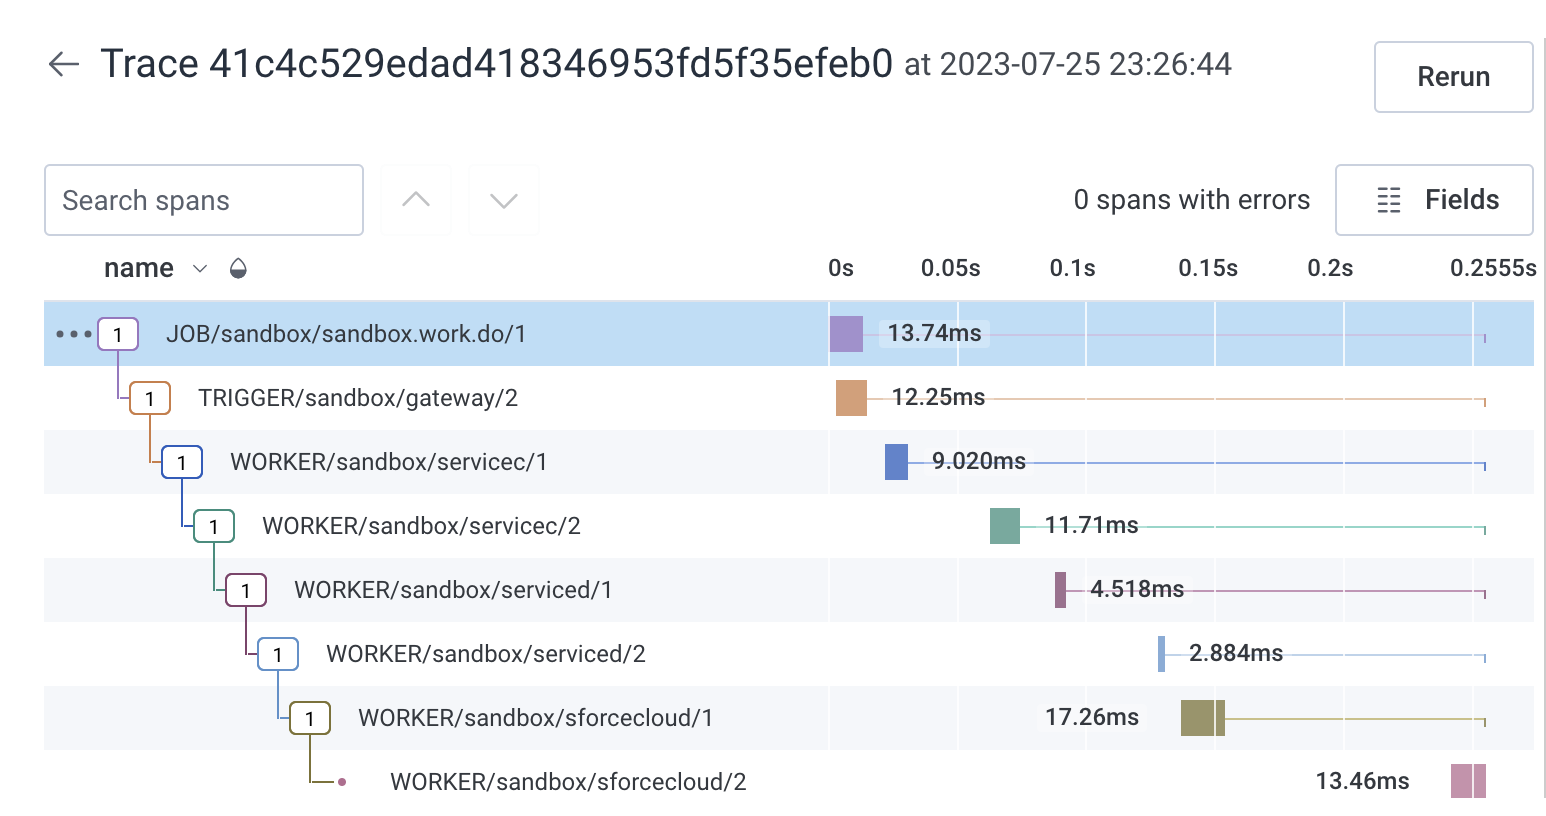 Trace 41c4c529edad418346953fd5f35efeb0 at 2023-07-25 23:26:44
Rerun
Search spans
0 spans with errors
Fields
name 0s 0.05s 0.1s 0.15s 0.2s 0.2555s
1 JOB/sandbox/sandbox.work.do/1 13.74ms
1 TRIGGER/sandbox/gateway/2 12.25ms
1 WORKER/sandbox/servicec/1 9.020ms
1 WORKER/sandbox/servicec/2 11.71ms
1 WORKER/sandbox/serviced/1 4.518ms
1 WORKER/sandbox/serviced/2 2.884ms
1 WORKER/sandbox/sforcecloud/1 17.26ms
WORKER/sandbox/sforcecloud/2 13.46ms